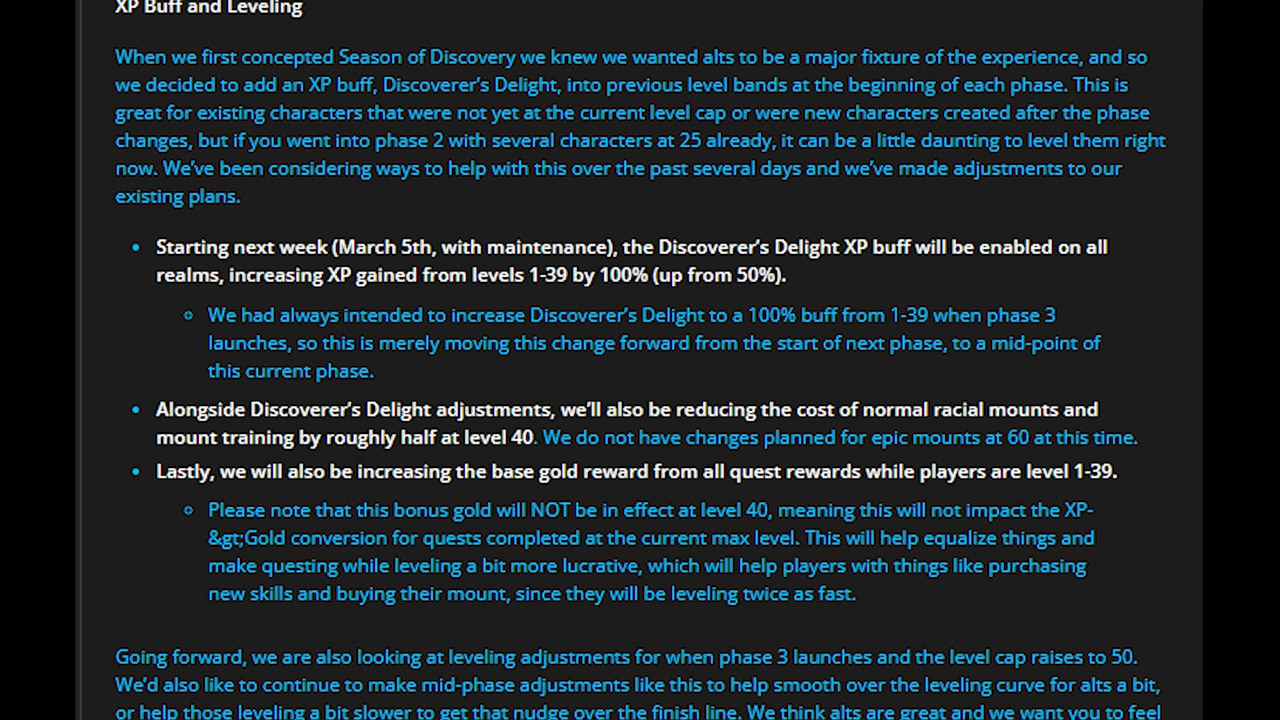 XP Buff and Leveling
When we first concepted Season of Discovery we knew we wanted alts to be a major fixture of the experience, and so
we decided to add an XP buff, Discoverer's Delight, into previous level bands at the beginning of each phase. This is
great for existing characters that were not yet at the current level cap or were new characters created after the phase
changes, but if you went into phase 2 with several characters at 25 already, it can be a little daunting to level them right
now. We've been considering ways to help with this over the past several days and we've made adjustments to our
existing plans.
Starting next week (March 5th, with maintenance), the Discoverer's Delight XP buff will be enabled on all
realms, increasing XP gained from levels 1-39 by 100% (up from 50%).
We had always intended to increase Discoverer's Delight to a 100% buff from 1-39 when phase 3
launches, so this is merely moving this change forward from the start of next phase, to a mid-point of
this current phase.
Alongside Discoverer's Delight adjustments, we'll also be reducing the cost of normal racial mounts and
mount training by roughly half at level 40. We do not have changes planned for epic mounts at 60 at this time.
Lastly, we will also be increasing the base gold reward from all quest rewards while players are level 1-39.
Please note that this bonus gold will NOT be in effect at level 40, meaning this will not impact the XP-
&gt;Gold conversion for quests completed at the current max level. This will help equalize things and
make questing while leveling a bit more lucrative, which will help players with things like purchasing
new skills and buying their mount, since they will be leveling twice as fast.
Going forward, we are also looking at leveling adjustments for when phase 3 launches and the level cap raises to 50.
We'd also like to continue to make mid-phase adjustments like this to help smooth over the leveling curve for alts a bit,
or help those leveling a bit slower to get that nudge over the finish line. We think alts are great and we want you to feel